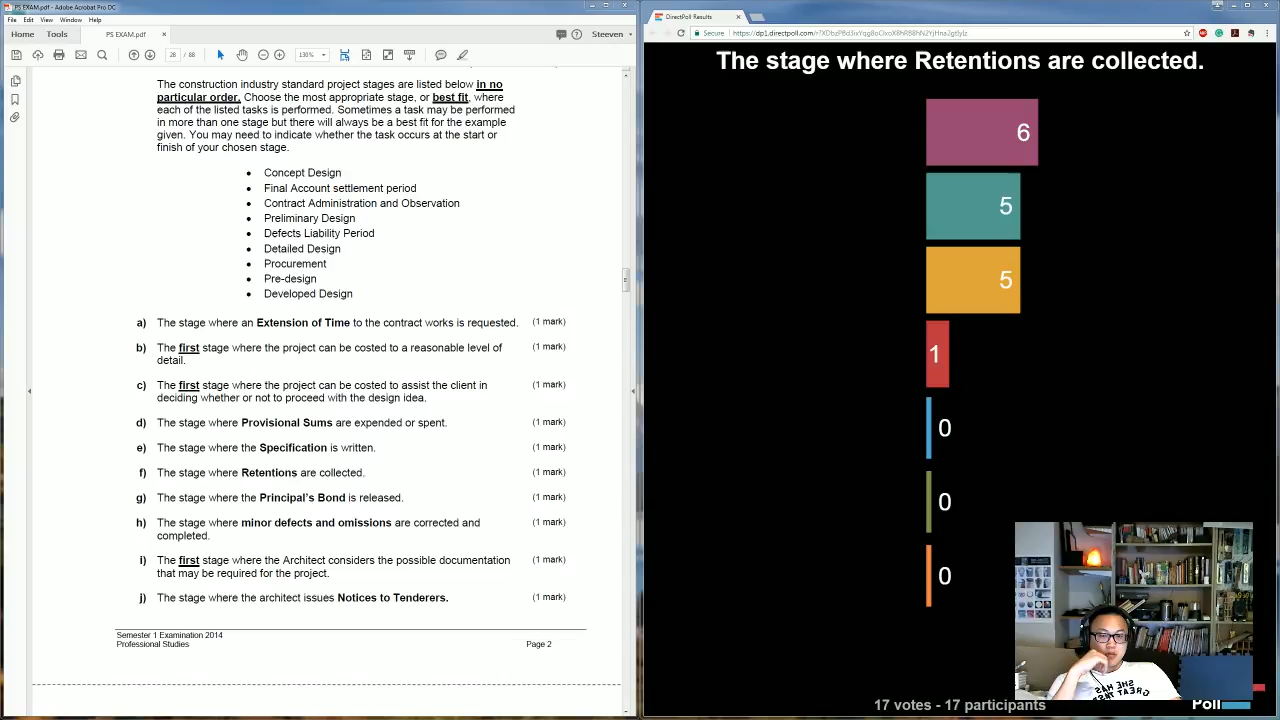 PS EXAM.pdf - Adobe Acrobat Pro DC
File Edit View Window Help
Home Tools PS EXAM.pdf × Steeven
28 / 88 130%
The construction industry standard project stages are listed below in no
particular order. Choose the most appropriate stage, or best fit, where
each of the listed tasks is performed. Sometimes a task may be performed
in more than one stage but there will always be a best fit for the example
given. You may need to indicate whether the task occurs at the start or
finish of your chosen stage.
• Concept Design
• Final Account settlement period
• Contract Administration and Observation
• Preliminary Design
• Defects Liability Period
• Detailed Design
• Procurement
• Pre-design
• Developed Design
a) The stage where an Extension of Time to the contract works is requested. (1 mark)
b) The first stage where the project can be costed to a reasonable level of (1 mark)
detail.
c) The first stage where the project can be costed to assist the client in (1 mark)
deciding whether or not to proceed with the design idea.
d) The stage where Provisional Sums are expended or spent. (1 mark)
e) The stage where the Specification is written. (1 mark)
f) The stage where Retentions are collected. (1 mark)
g) The stage where the Principal's Bond is released. (1 mark)
h) The stage where minor defects and omissions are corrected and (1 mark)
completed.
i) The first stage where the Architect considers the possible documentation (1 mark)
that may be required for the project.
j) The stage where the architect issues Notices to Tenderers. (1 mark)
Semester 1 Examination 2014
Professional Studies Page 2
DirectPoll Results
Secure
The stage where Retentions are collected.
6
5
5
1
0
0
0
17 votes - 17 participants
Poll